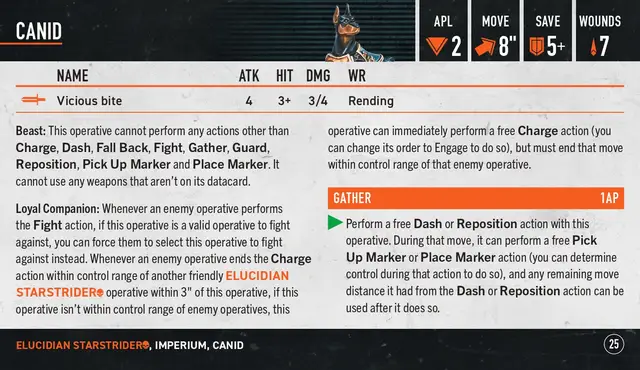 CANID
APL
2
MOVE
8"
SAVE
5+
WOUNDS
7
NAME ATK HIT DMG WR
Vicious bite 4 3+ 3/4 Rending
Beast: This operative cannot perform any actions other than
Charge, Dash, Fall Back, Fight, Gather, Guard,
Reposition, Pick Up Marker and Place Marker. It
cannot use any weapons that aren't on its datacard.
Loyal Companion: Whenever an enemy operative performs
the Fight action, if this operative is a valid operative to fight
against, you can force them to select this operative to fight
against instead. Whenever an enemy operative ends the Charge
action within control range of another friendly ELUCIDIAN
STARSTRIDER operative within 3" of this operative, if this
operative isn't within control range of enemy operatives, this
operative can immediately perform a free Charge action (you
can change its order to Engage to do so), but must end that move
within control range of that enemy operative.
GATHER 1AP
Perform a free Dash or Reposition action with this
operative. During that move, it can perform a free Pick
Up Marker or Place Marker action (you can determine
control during that action to do so), and any remaining move
distance it had from the Dash or Reposition action can be
used after it does so.
ELUCIDIAN STARSTRIDER, IMPERIUM, CANID
25